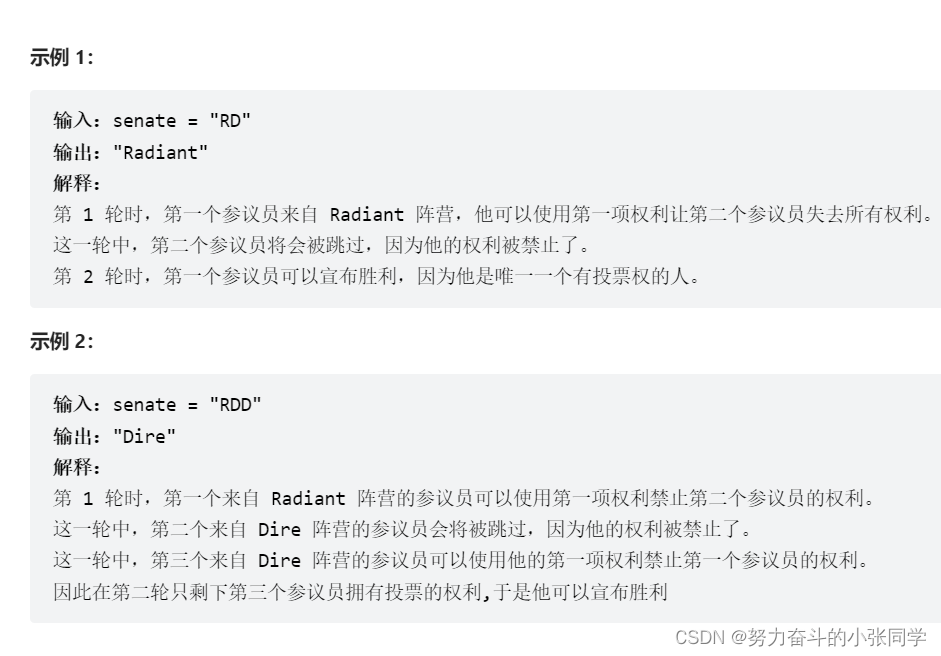 示例 1：
输入：senate = "RD"
输出："Radiant"
解释：
第 1 轮时，第一个参议员来自 Radiant 阵营，他可以使用第一项权利让第二个参议员失去所有权利。
这一轮中，第二个参议员将会被跳过，因为他的权利被禁止了。
第 2 轮时，第一个参议员可以宣布胜利，因为他是唯一一个有投票权的人。
示例 2：
输入：senate = "RDD"
输出："Dire"
解释：
第 1 轮时，第一个来自 Radiant 阵营的参议员可以使用第一项权利禁止第二个参议员的权利。
这一轮中，第二个来自 Dire 阵营的参议员会将被跳过，因为他的权利被禁止了。
这一轮中，第三个来自 Dire 阵营的参议员可以使用他的第一项权利禁止第一个参议员的权利。
因此在第二轮只剩下第三个参议员拥有投票的权利,于是他可以宣布胜利
CSDN @努力奋斗的小张同学